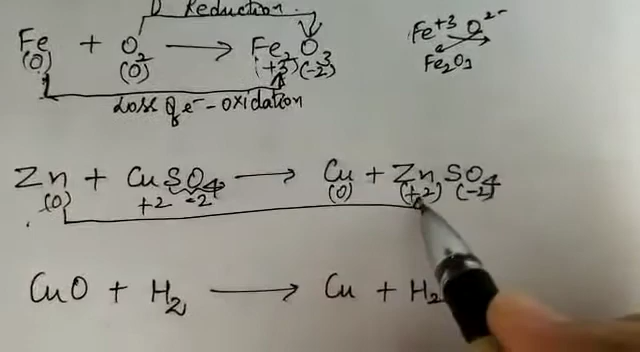 Reduction
Fe + O2 → Fe2O3
(0) (0) (+3) (-2)
Loss of e⁻ - oxidation
Fe+3 O2-
Fe2O3
Zn + CuSO4 → Cu + ZnSO4
(0) +2 -2 (0) (+2) (-2)
CuO + H2 → Cu + H2